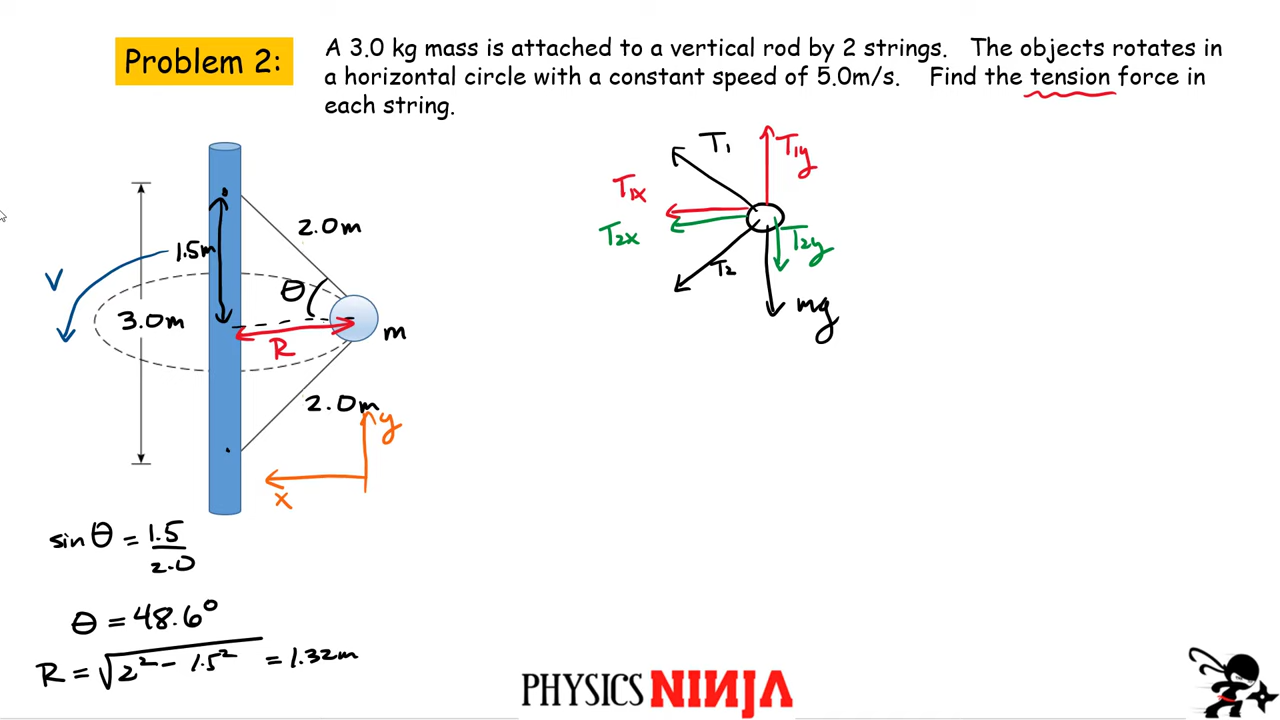 Problem 2:
A 3.0 kg mass is attached to a vertical rod by 2 strings. The objects rotates in
a horizontal circle with a constant speed of 5.0m/s. Find the tension force in
each string.
T₁
T₁y
T₁x
T₂x
T₂y
T₂
mg
2.0m
1.5m
θ
V
3.0m
R
m
2.0m
y
x
sin θ = 1.5/2.0
θ = 48.6°
R = √(2² − 1.5²) = 1.32m
PHYSICS NINJA